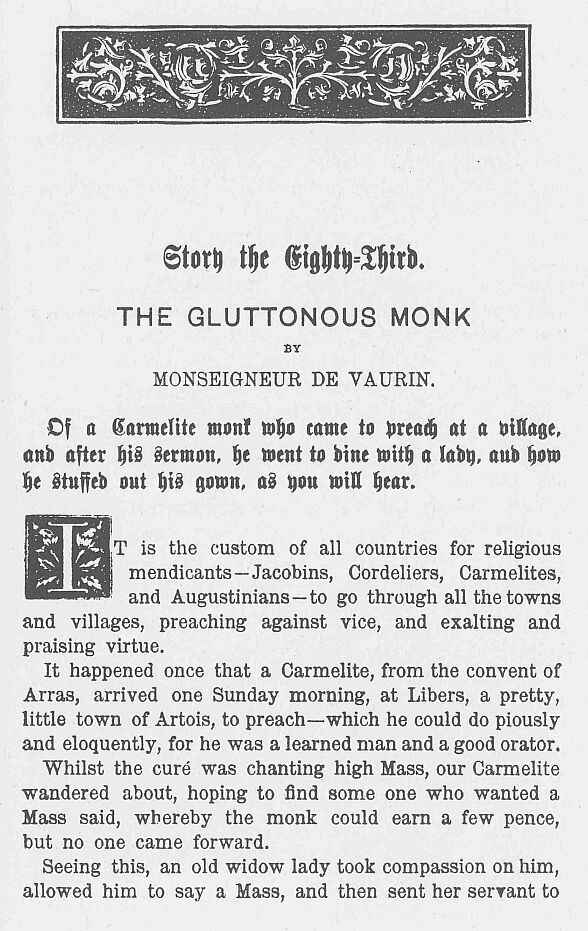 Story the Eighty=Third.
THE GLUTTONOUS MONK
BY
MONSEIGNEUR DE VAURIN.
Of a Carmelite monk who came to preach at a village,
and after his sermon, he went to dine with a lady, and how
he stuffed out his gown, as you will hear.
IT is the custom of all countries for religious
mendicants—Jacobins, Cordeliers, Carmelites,
and Augustinians—to go through all the towns
and villages, preaching against vice, and exalting and
praising virtue.
It happened once that a Carmelite, from the convent of
Arras, arrived one Sunday morning, at Libers, a pretty,
little town of Artois, to preach—which he could do piously
and eloquently, for he was a learned man and a good orator.
Whilst the curé was chanting high Mass, our Carmelite
wandered about, hoping to find some one who wanted a
Mass said, whereby the monk could earn a few pence,
but no one came forward.
Seeing this, an old widow lady took compassion on him,
allowed him to say a Mass, and then sent her servant to